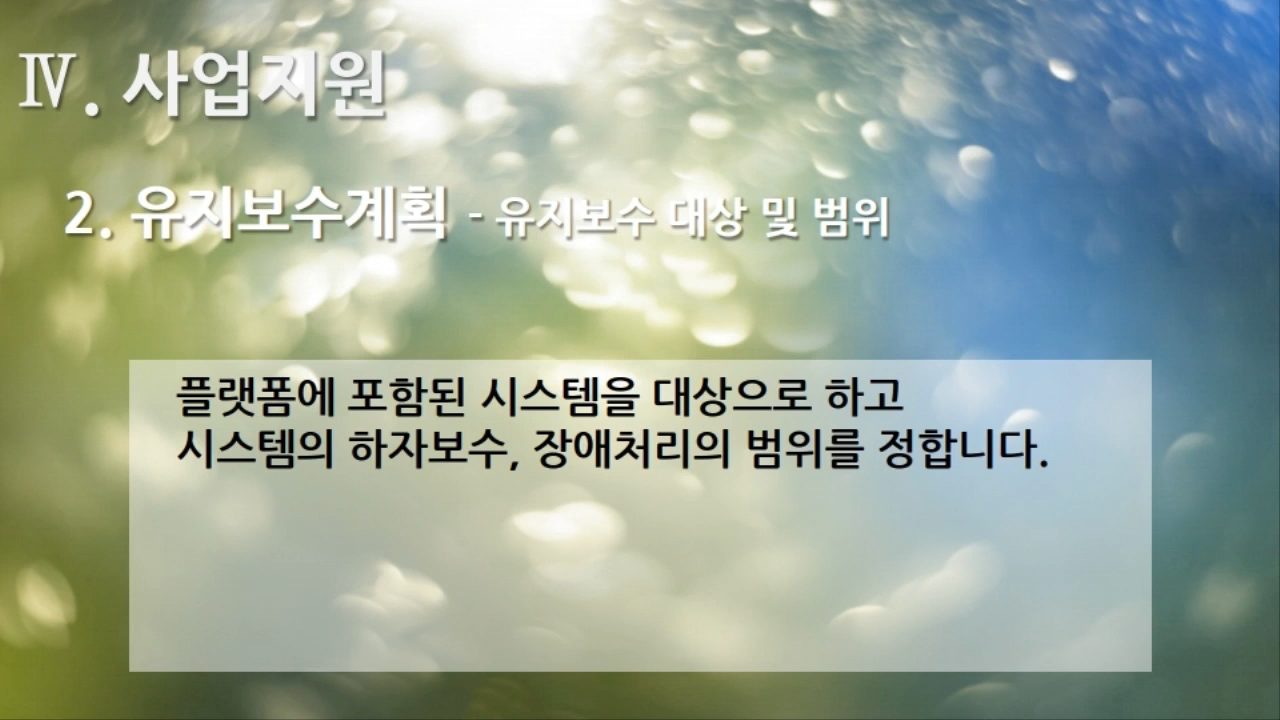 Ⅳ. 사업지원
2. 유지보수계획 - 유지보수 대상 및 범위
플랫폼에 포함된 시스템을 대상으로 하고
시스템의 하자보수, 장애처리의 범위를 정합니다.